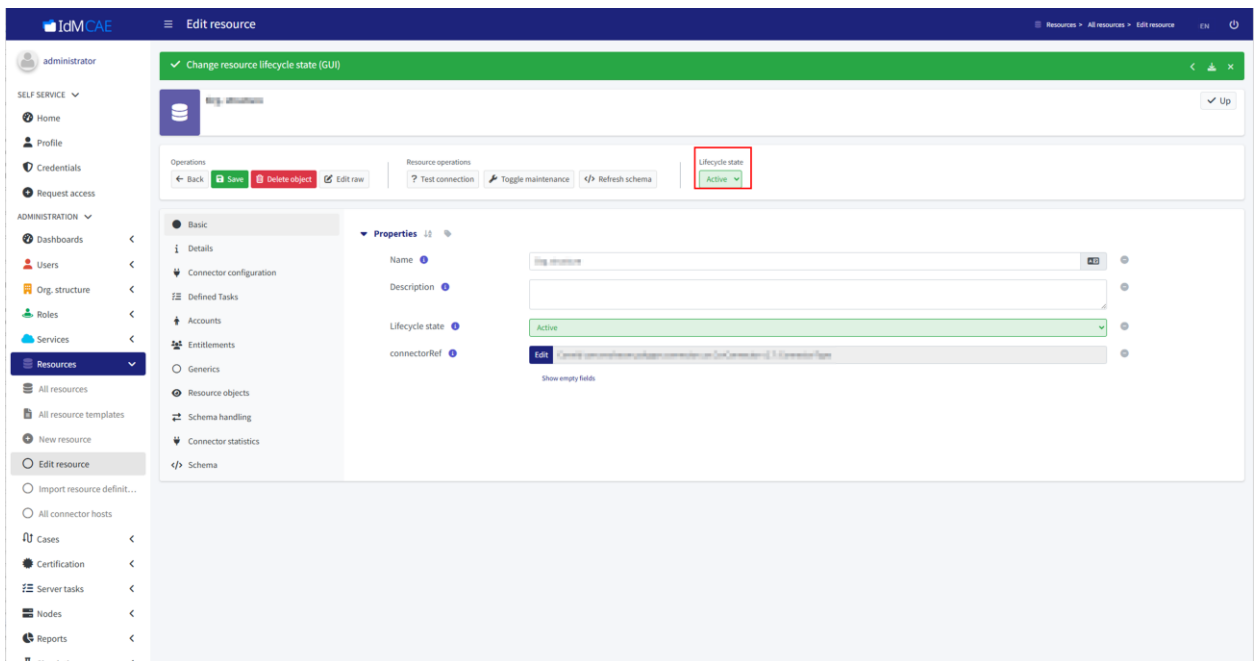 IdMCAE
Edit resource
Resources > All resources > Edit resource
EN
administrator
Change resource lifecycle state (GUI)
SELF SERVICE
Home
Profile
Credentials
Request access
ADMINISTRATION
Dashboards
Users
Org. structure
Roles
Services
Resources
All resources
All resource templates
New resource
Edit resource
Import resource definit...
All connector hosts
Cases
Certification
Server tasks
Nodes
Reports
Up
Operations
Back Save Delete object Edit raw
Resource operations
Test connection Toggle maintenance Refresh schema
Lifecycle state
Active
Basic
Details
Connector configuration
Defined Tasks
Accounts
Entitlements
Generics
Resource objects
Schema handling
Connector statistics
Schema
Properties
Name
Description
Lifecycle state
Active
connectorRef
Edit
Show empty fields